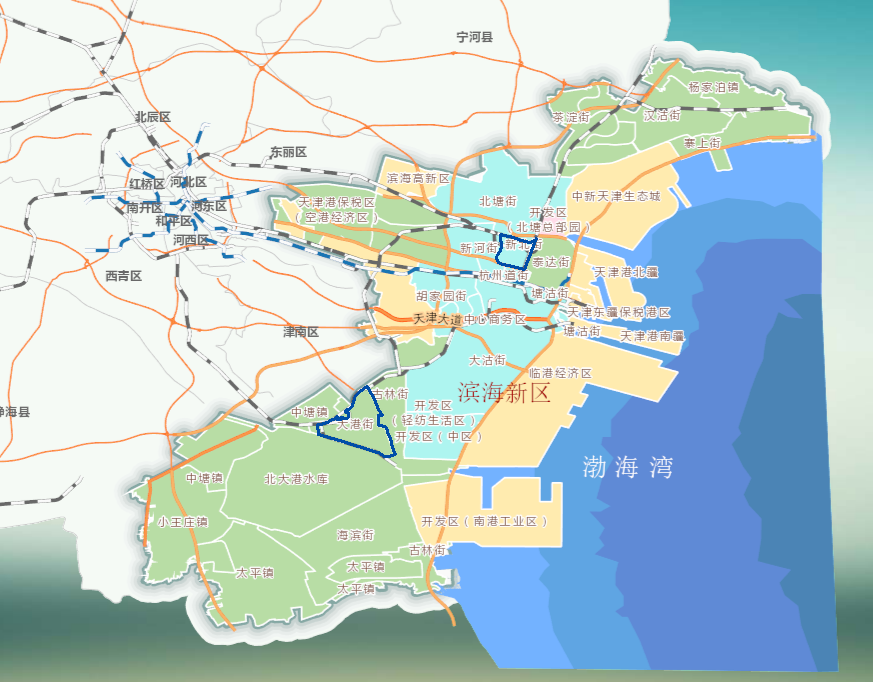 宁河县
杨家泊镇
北辰区
茶淀街
汉沽街
寨上街
东丽区
滨海高新区
红桥区
河北区
天津港保税区
（空港经济区）
北塘街
中新天津生态城
南开区
河东区
和平区
河西区
开发区
（北塘总部园）
新河街
新北街
泰达街
西青区
杭州道街
天津港北疆
胡家园街
塘沽街
天津东疆保税港区
津南区
天津大道
中心商务区
塘沽街
天津港南疆
大沽街
临港经济区
滨海新区
古林街
中塘镇
大港街
开发区
（轻纺生活区）
开发区（中区）
静海县
渤海湾
中塘镇
北大港水库
小王庄镇
开发区（南港工业区）
海滨街
古林街
太平镇
太平镇
太平镇